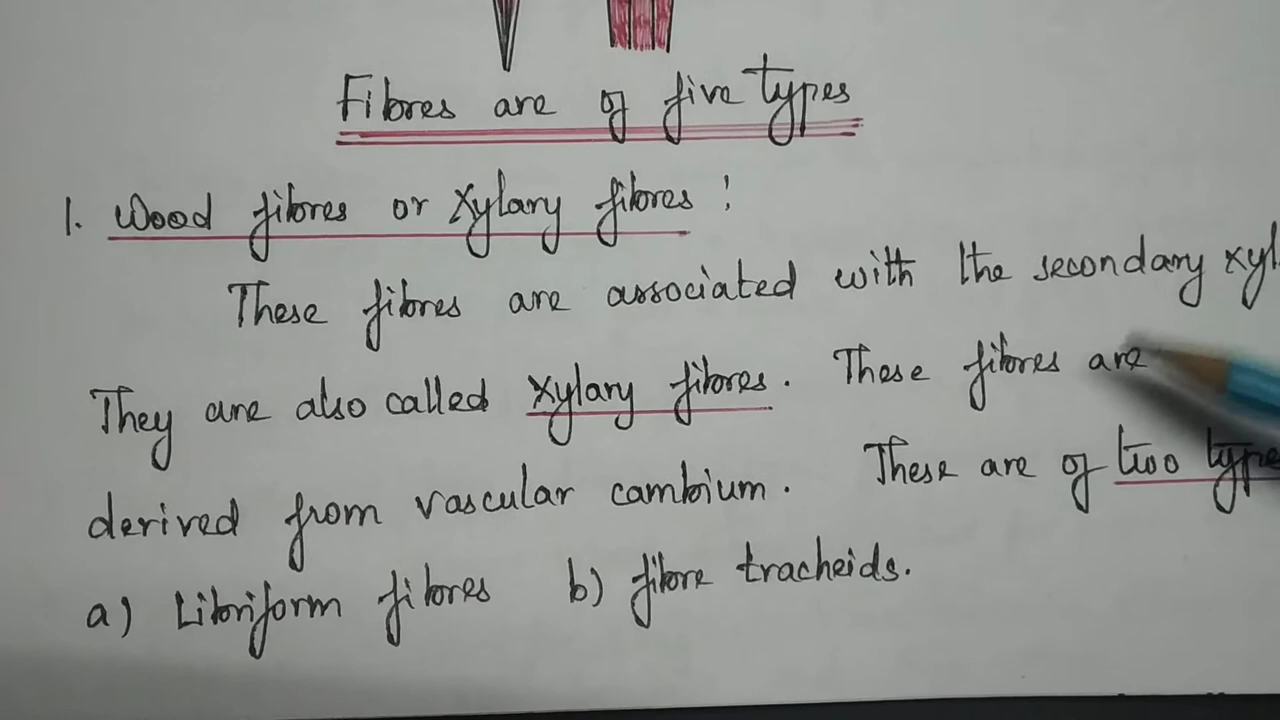 Fibres are of five types
1. Wood fibres or Xylary fibres :
These fibres are associated with the secondary xyl
They are also called Xylary fibres. These fibres are
derived from vascular cambium. These are of two type
a) Libriform fibres b) fibre tracheids.